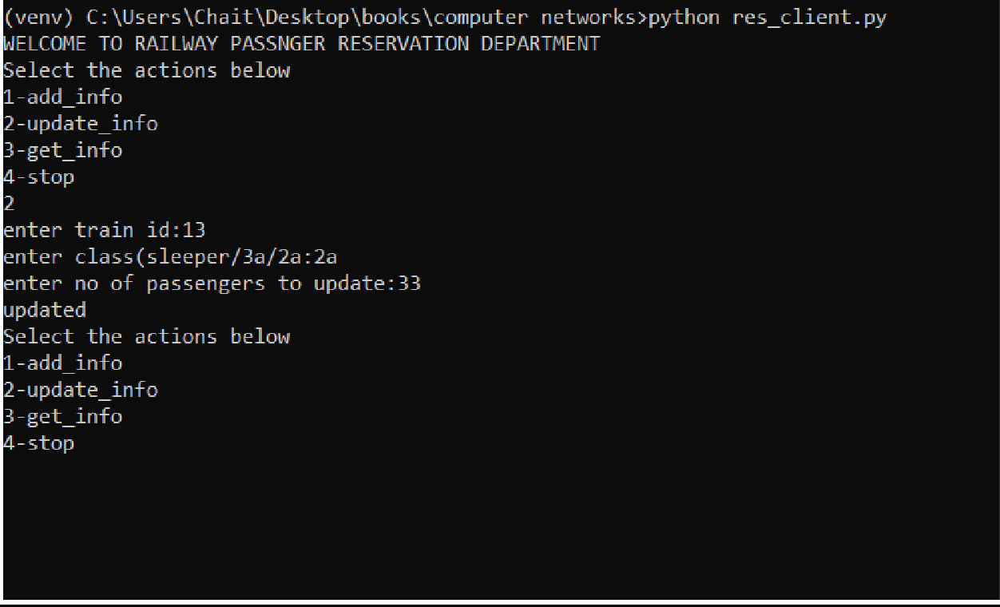 (venv) C:\Users\Chait\Desktop\books\computer networks>python res_client.py
WELCOME TO RAILWAY PASSNGER RESERVATION DEPARTMENT
Select the actions below
1-add_info
2-update_info
3-get_info
4-stop
2
enter train id:13
enter class(sleeper/3a/2a:2a
enter no of passengers to update:33
updated
Select the actions below
1-add_info
2-update_info
3-get_info
4-stop